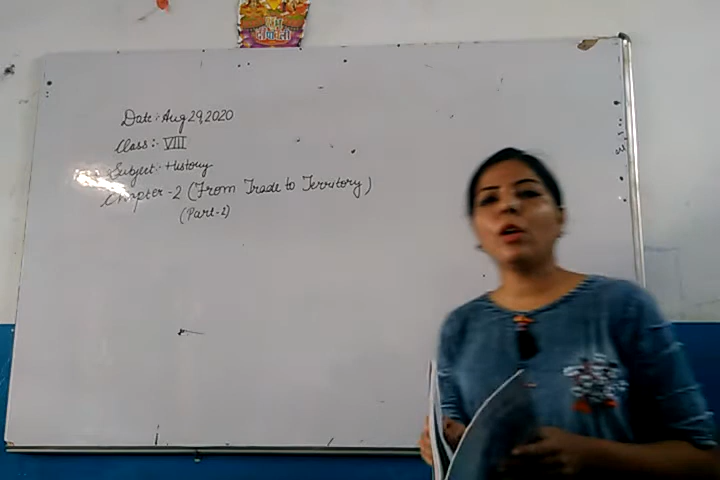 Date:- Aug 29, 2020
Class:- VIII
Subject:- History
Chapter-2 (From Trade to Territory)
(Part-2)